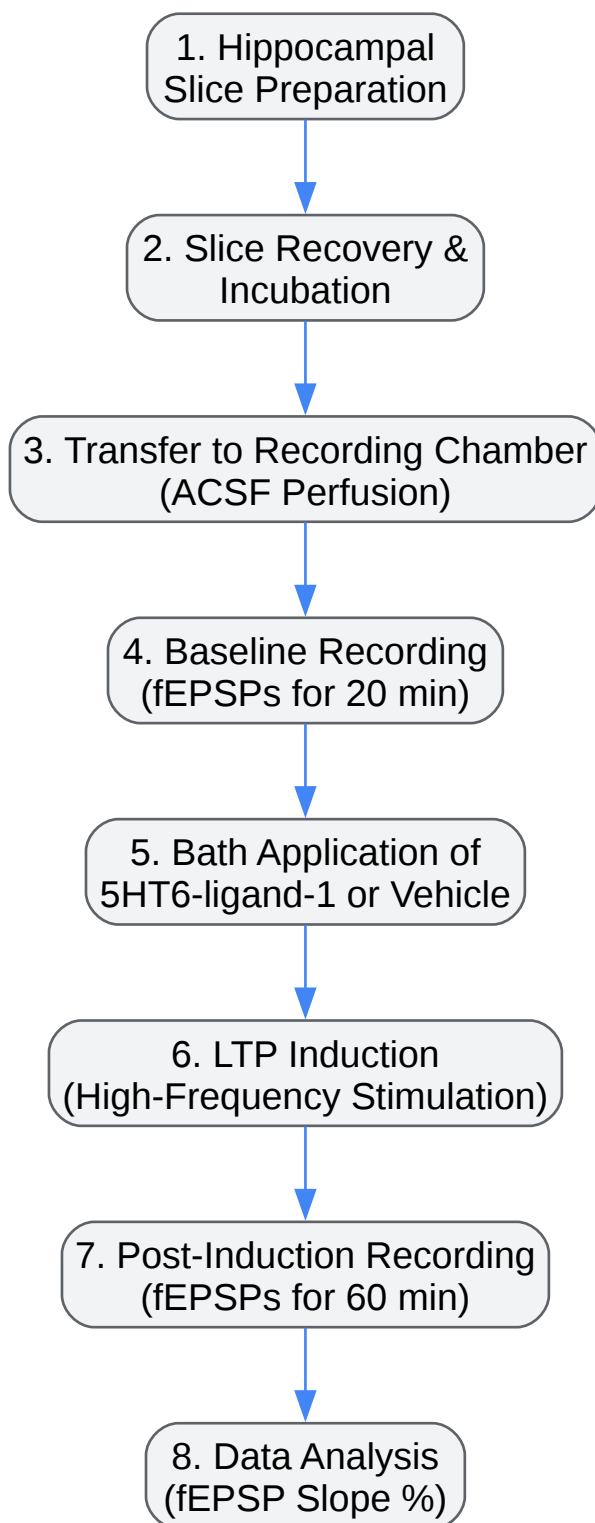 1. Hippocampal
Slice Preparation
2. Slice Recovery &
Incubation
3. Transfer to Recording Chamber
(ACSF Perfusion)
4. Baseline Recording
(fEPSPs for 20 min)
5. Bath Application of
5HT6-ligand-1 or Vehicle
6. LTP Induction
(High-Frequency Stimulation)
7. Post-Induction Recording
(fEPSPs for 60 min)
8. Data Analysis
(fEPSP Slope %)